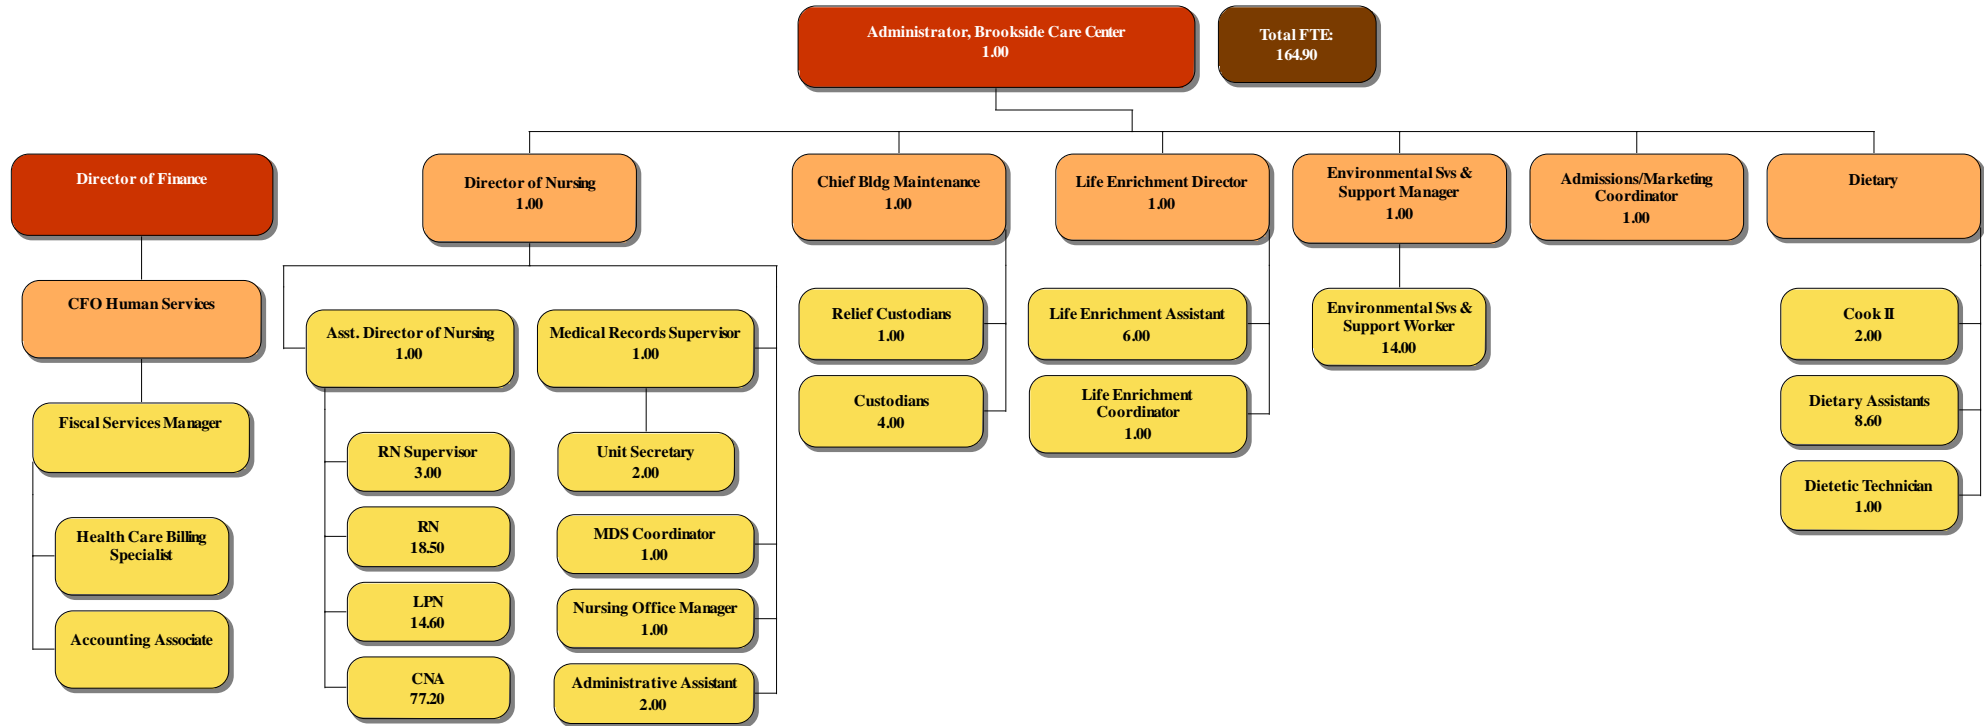 Administrator, Brookside Care Center
1.00
Total FTE:
164.90
Director of Finance
Director of Nursing
1.00
Chief Bldg Maintenance
1.00
Life Enrichment Director
1.00
Environmental Svs &
Support Manager
1.00
Admissions/Marketing
Coordinator
1.00
Dietary
CFO Human Services
Asst. Director of Nursing
1.00
Medical Records Supervisor
1.00
Relief Custodians
1.00
Life Enrichment Assistant
6.00
Environmental Svs &
Support Worker
14.00
Cook II
2.00
Fiscal Services Manager
Custodians
4.00
Life Enrichment
Coordinator
1.00
Dietary Assistants
8.60
RN Supervisor
3.00
Unit Secretary
2.00
Dietetic Technician
1.00
Health Care Billing
Specialist
RN
18.50
MDS Coordinator
1.00
LPN
14.60
Nursing Office Manager
1.00
Accounting Associate
CNA
77.20
Administrative Assistant
2.00